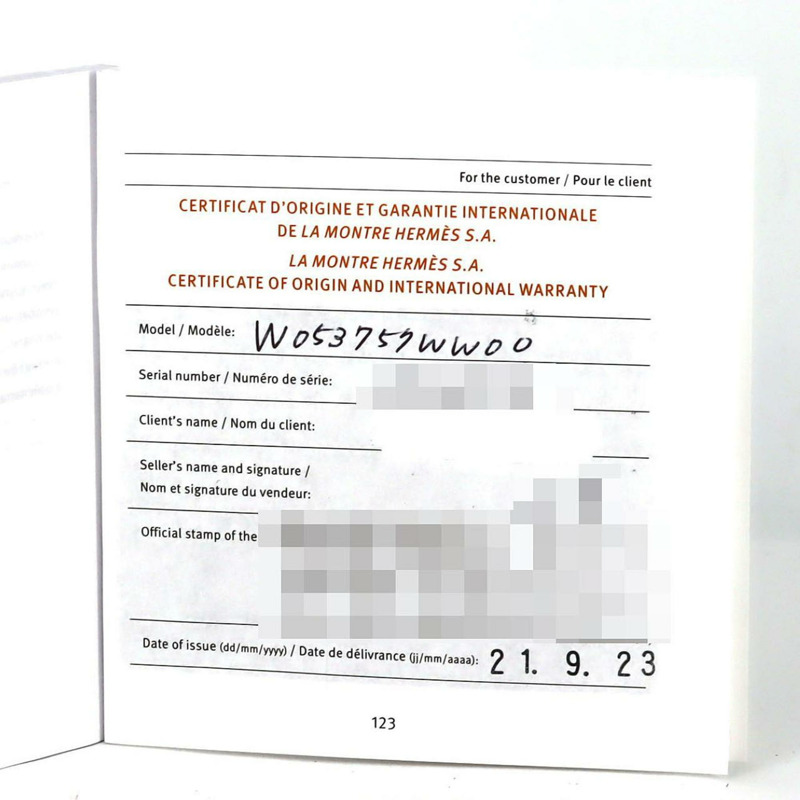 For the customer / Pour le client
CERTIFICAT D'ORIGINE ET GARANTIE INTERNATIONALE
DE LA MONTRE HERMÈS S.A.
LA MONTRE HERMÈS S.A.
CERTIFICATE OF ORIGIN AND INTERNATIONAL WARRANTY
Model / Modèle: W053757WW00
Serial number / Numéro de série:
Client's name / Nom du client:
Seller's name and signature /
Nom et signature du vendeur:
Official stamp of the
Date of issue (dd/mm/yyyy) / Date de délivrance (jj/mm/aaaa): 21. 9. 23
123